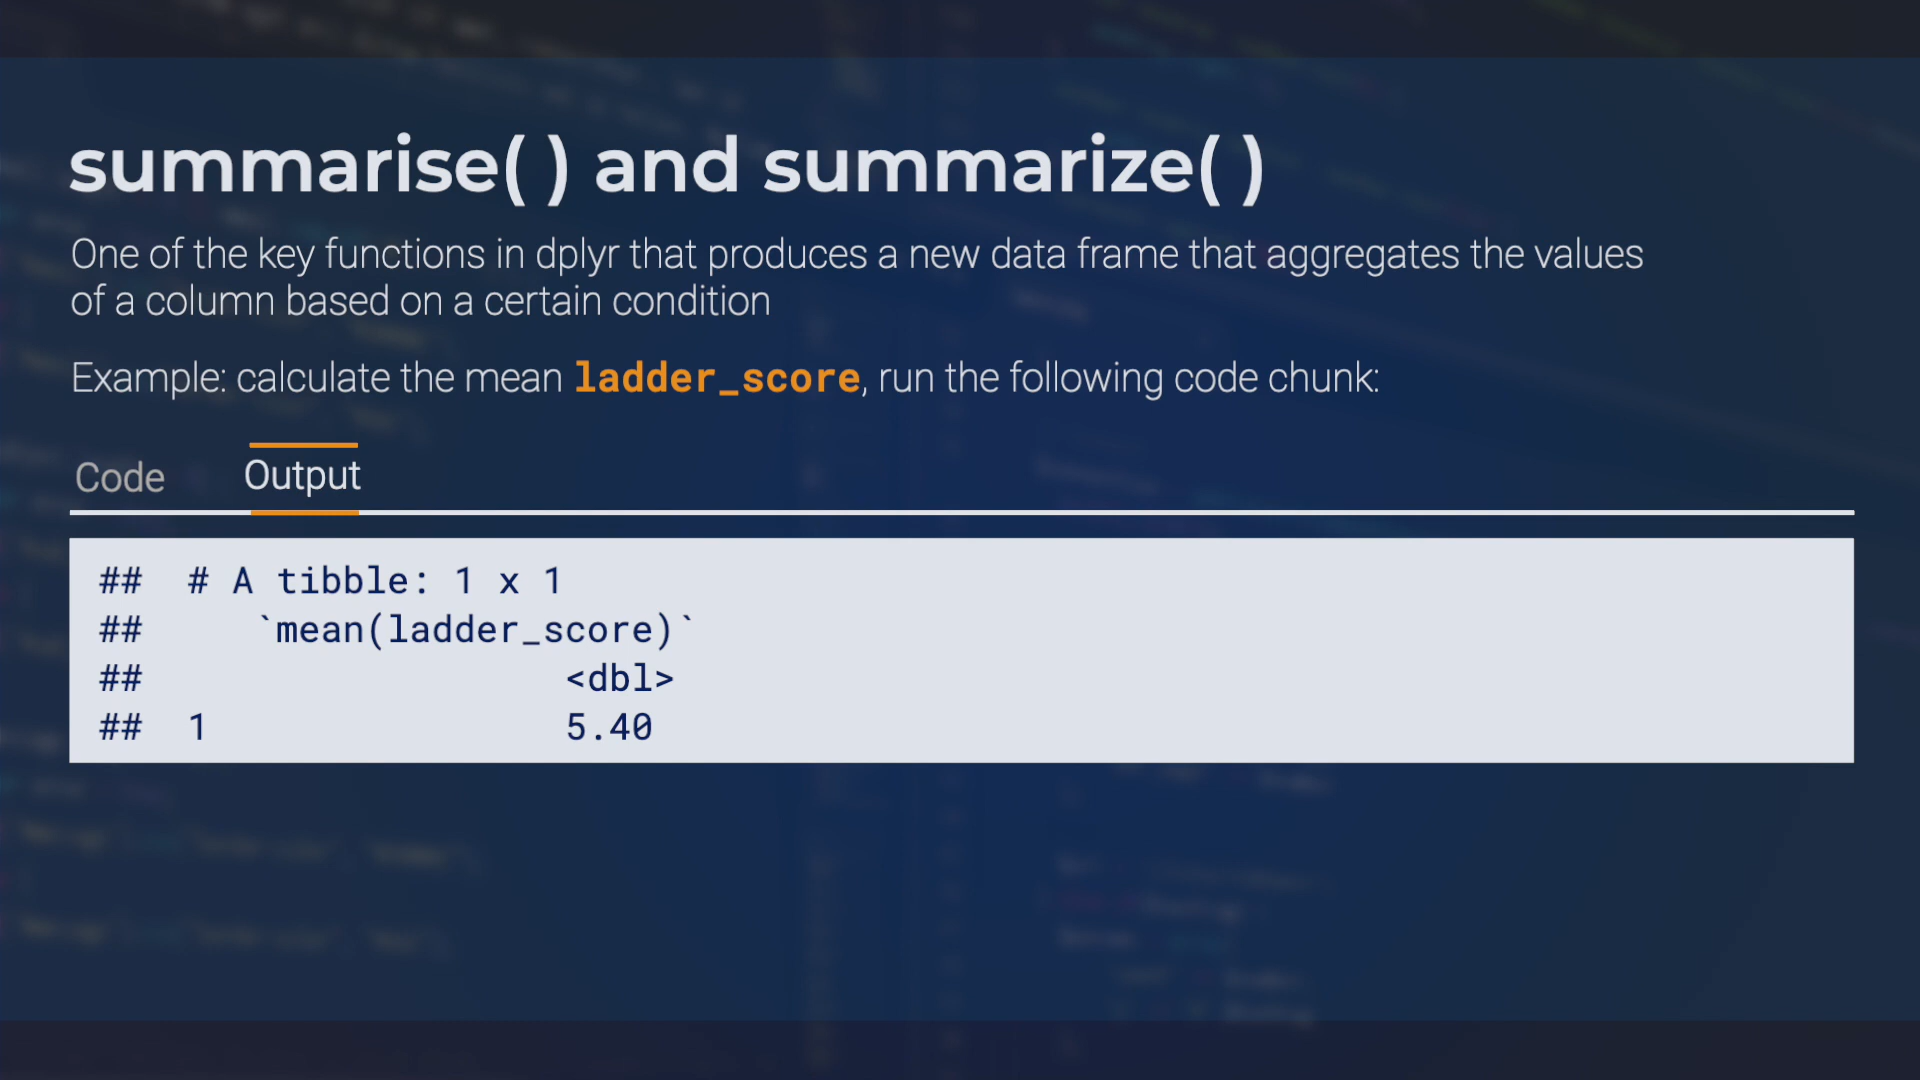 summarise( ) and summarize( )
One of the key functions in dplyr that produces a new data frame that aggregates the values
of a column based on a certain condition
Example: calculate the mean ladder_score, run the following code chunk:
Code Output
## # A tibble: 1 x 1
## `mean(ladder_score)`
## <dbl>
## 1 5.40